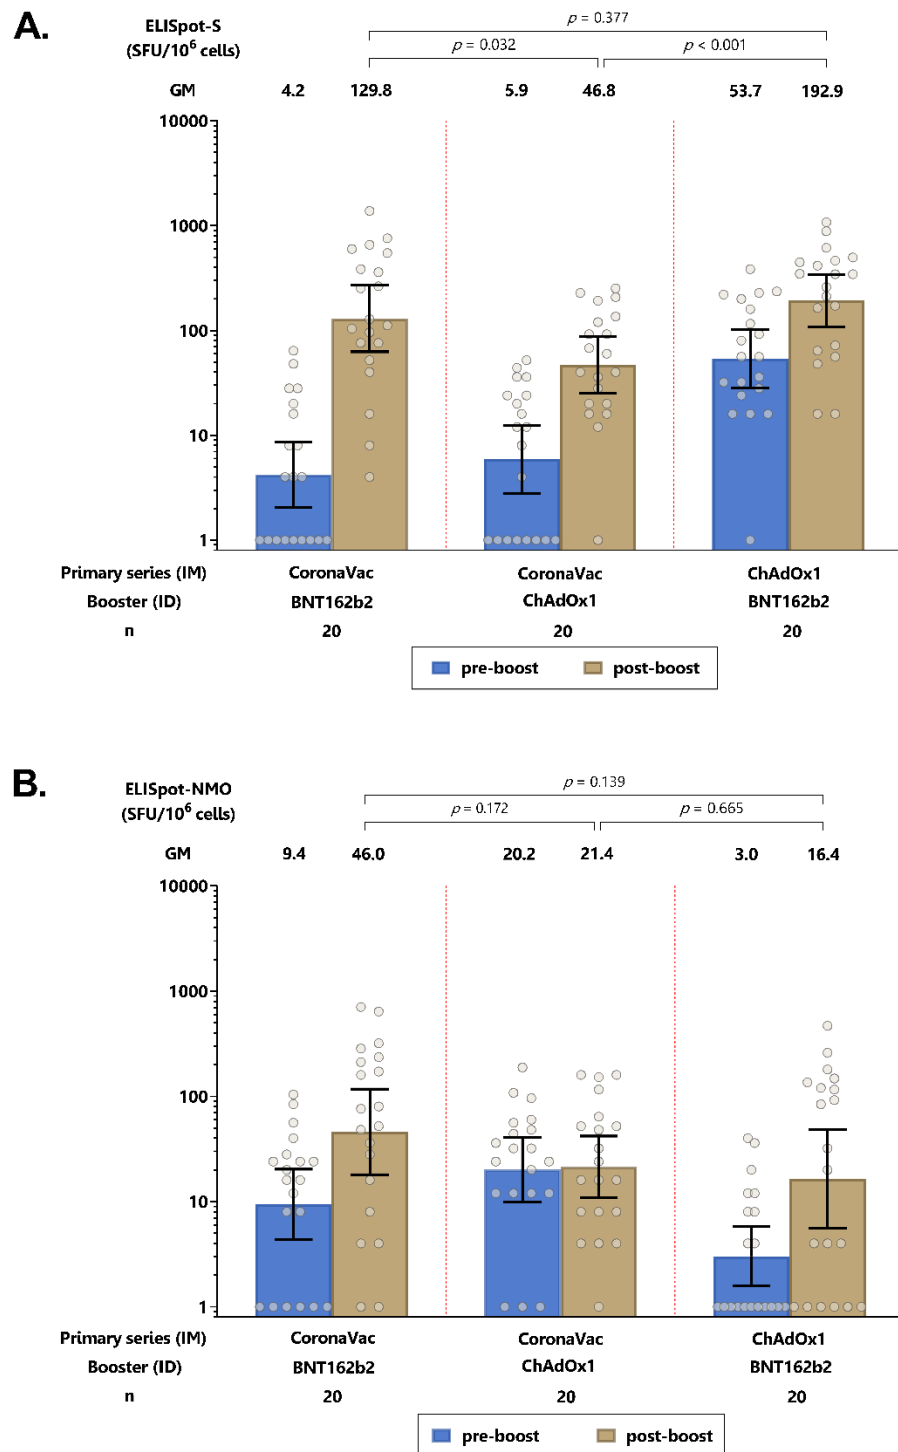 A.
ELISpot-S
(SFU/10⁶ cells)
p = 0.377
p = 0.032 p < 0.001
GM 4.2 129.8 5.9 46.8 53.7 192.9
10000
1000
100
10
1
Primary series (IM) CoronaVac CoronaVac ChAdOx1
Booster (ID) BNT162b2 ChAdOx1 BNT162b2
n 20 20 20
pre-boost post-boost
B.
ELISpot-NMO
(SFU/10⁶ cells)
p = 0.139
p = 0.172 p = 0.665
GM 9.4 46.0 20.2 21.4 3.0 16.4
10000
1000
100
10
1
Primary series (IM) CoronaVac CoronaVac ChAdOx1
Booster (ID) BNT162b2 ChAdOx1 BNT162b2
n 20 20 20
pre-boost post-boost